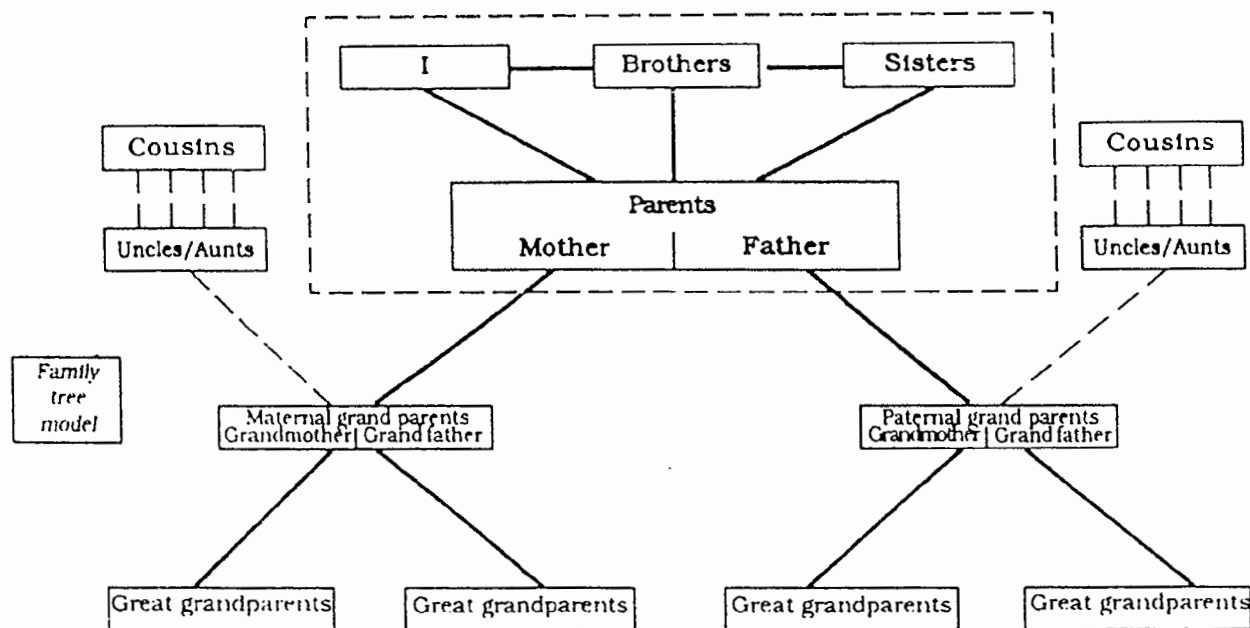 I
Brothers
Sisters
Cousins
Cousins
Parents
Mother
Father
Uncles/Aunts
Uncles/Aunts
Family
tree
model
Maternal grand parents
Grandmother
Grand father
Paternal grand parents
Grandmother
Grand father
Great grandparents
Great grandparents
Great grandparents
Great grandparents